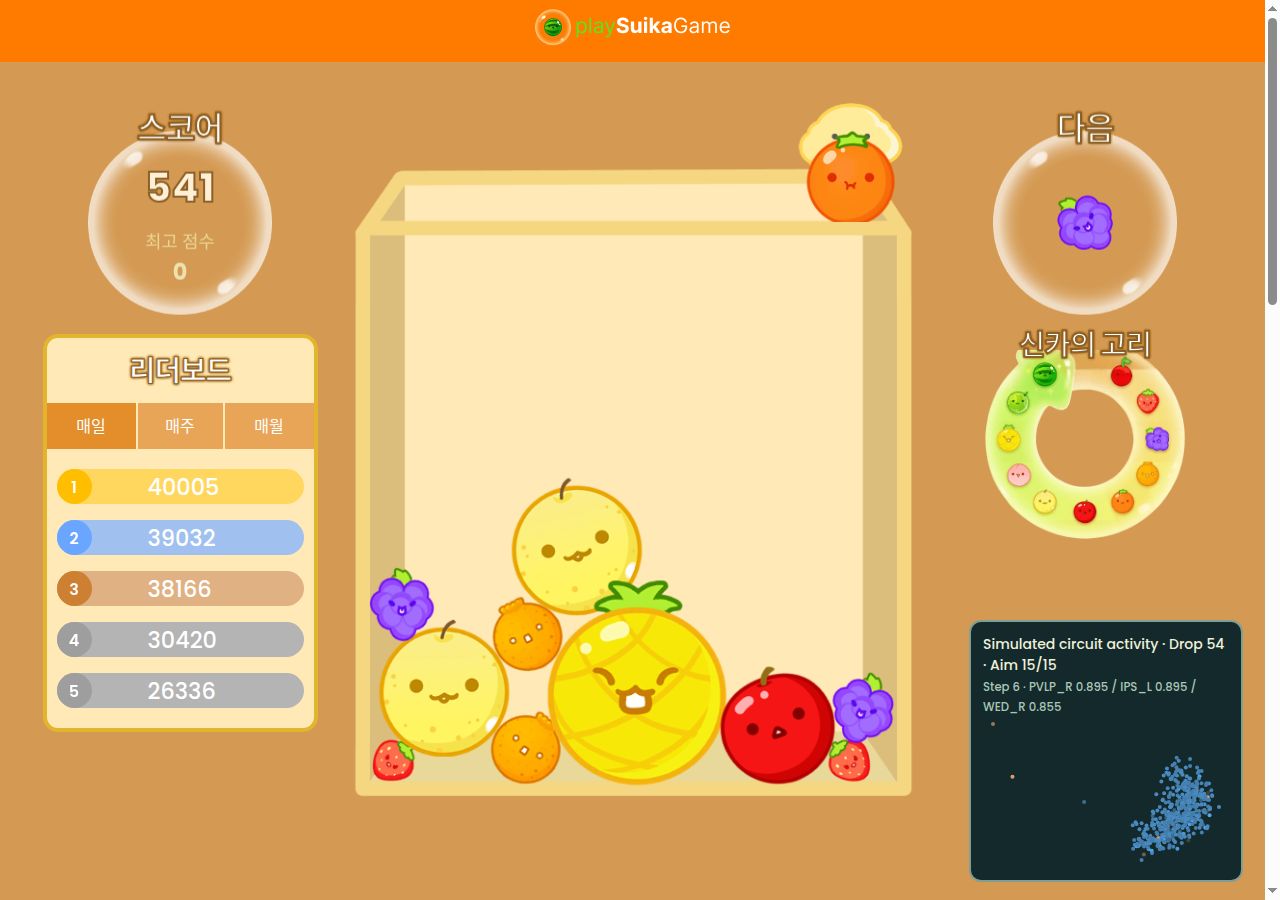 playSuikaGame
스코어
541
최고 점수
0
다음
신카의 고리
리더보드
매일 매주 매월
1 40005
2 39032
3 38166
4 30420
5 26336
Simulated circuit activity · Drop 54
· Aim 15/15
Step 6 · PVLP_R 0.895 / IPS_L 0.895 /
WED_R 0.855